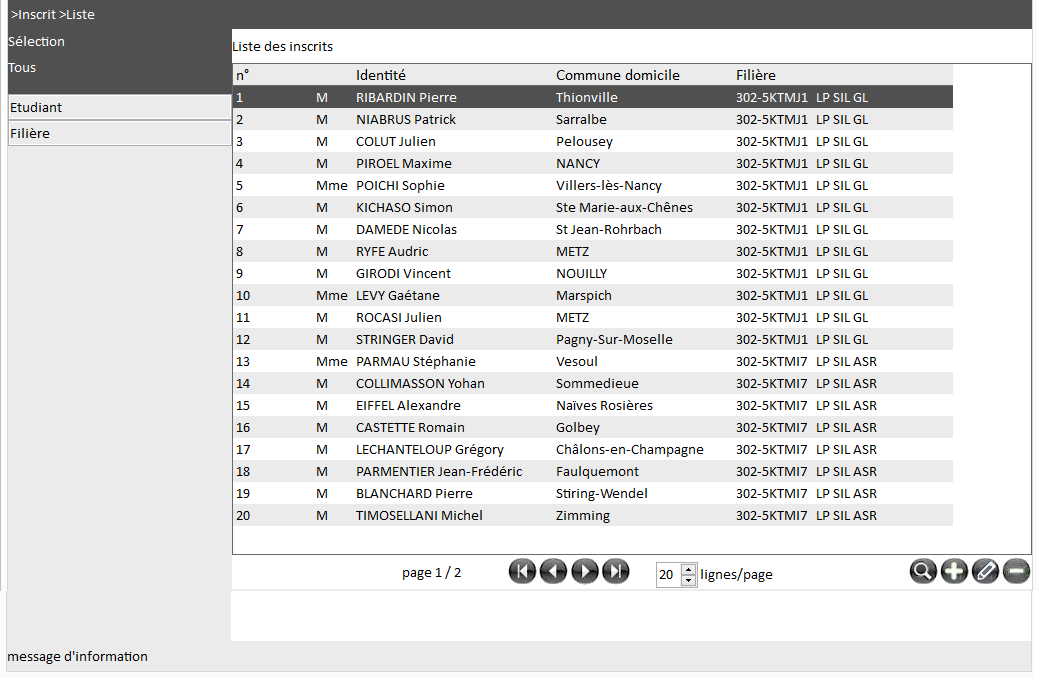 >Inscrit >Liste
Sélection
Tous
Etudiant
Filière
Liste des inscrits
n° Identité Commune domicile Filière
1 M RIBARDIN Pierre Thionville 302-5KTMJ1 LP SIL GL
2 M NIABRUS Patrick Sarralbe 302-5KTMJ1 LP SIL GL
3 M COLUT Julien Pelousey 302-5KTMJ1 LP SIL GL
4 M PIROEL Maxime NANCY 302-5KTMJ1 LP SIL GL
5 Mme POICHI Sophie Villers-lès-Nancy 302-5KTMJ1 LP SIL GL
6 M KICHASO Simon Ste Marie-aux-Chênes 302-5KTMJ1 LP SIL GL
7 M DAMEDE Nicolas St Jean-Rohrbach 302-5KTMJ1 LP SIL GL
8 M RYFE Audric METZ 302-5KTMJ1 LP SIL GL
9 M GIRODI Vincent NOUILLY 302-5KTMJ1 LP SIL GL
10 Mme LEVY Gaétane Marspich 302-5KTMJ1 LP SIL GL
11 M ROCASI Julien METZ 302-5KTMJ1 LP SIL GL
12 M STRINGER David Pagny-Sur-Moselle 302-5KTMJ1 LP SIL GL
13 Mme PARMAU Stéphanie Vesoul 302-5KTMI7 LP SIL ASR
14 M COLLIMASSON Yohan Sommedieue 302-5KTMI7 LP SIL ASR
15 M EIFFEL Alexandre Naïves Rosières 302-5KTMI7 LP SIL ASR
16 M CASTETTE Romain Golbey 302-5KTMI7 LP SIL ASR
17 M LECHANTELOUP Grégory Châlons-en-Champagne 302-5KTMI7 LP SIL ASR
18 M PARMENTIER Jean-Frédéric Faulquemont 302-5KTMI7 LP SIL ASR
19 M BLANCHARD Pierre Stiring-Wendel 302-5KTMI7 LP SIL ASR
20 M TIMOSELLANI Michel Zimming 302-5KTMI7 LP SIL ASR
page 1 / 2 20 lignes/page
message d'information